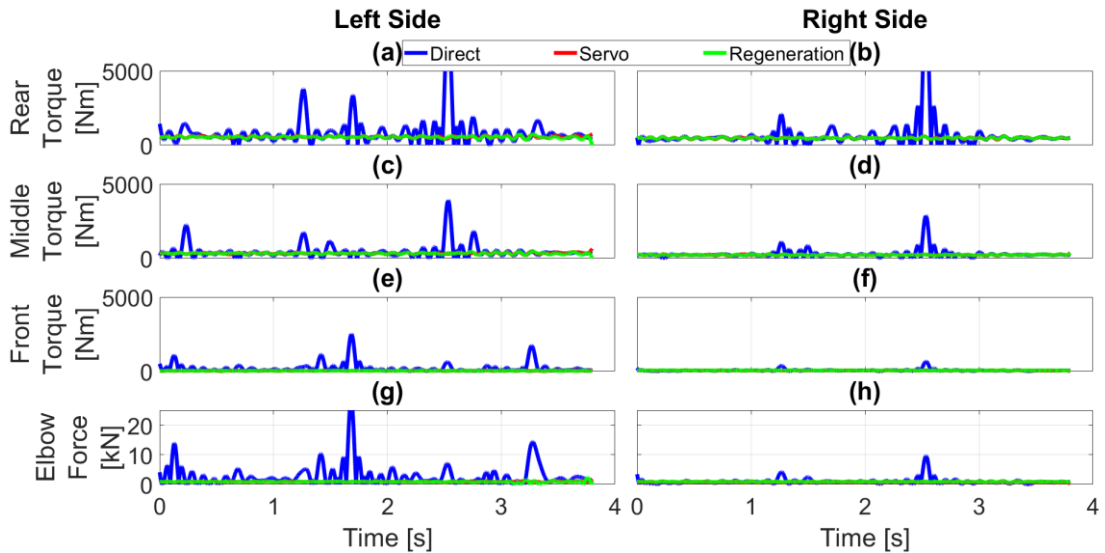 Left Side Right Side
(a) Direct Servo Regeneration (b)
Rear
Torque
[Nm]
5000
0
(c) (d)
Middle
Torque
[Nm]
5000
0
(e) (f)
Front
Torque
[Nm]
5000
0
(g) (h)
Elbow
Force
[kN]
20
10
0
0 1 2 3 4 0 1 2 3 4
Time [s] Time [s]